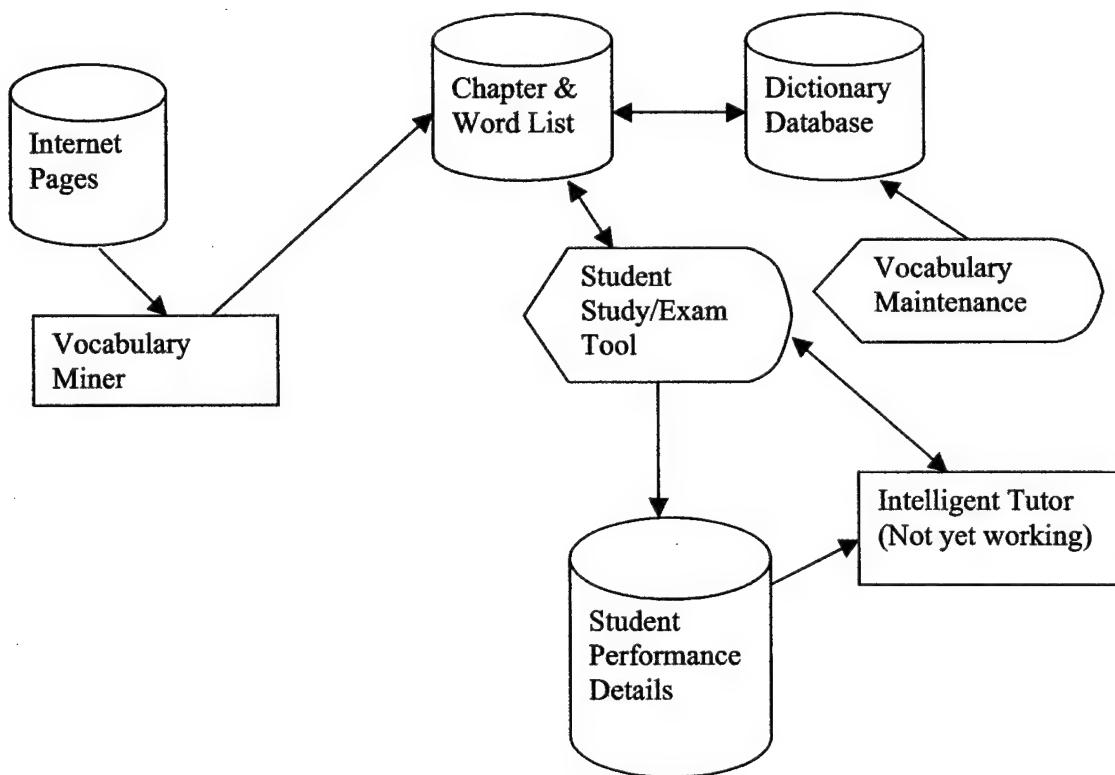 Internet
Pages
Chapter &
Word List
Dictionary
Database
Vocabulary
Miner
Student
Study/Exam
Tool
Vocabulary
Maintenance
Intelligent Tutor
(Not yet working)
Student
Performance
Details